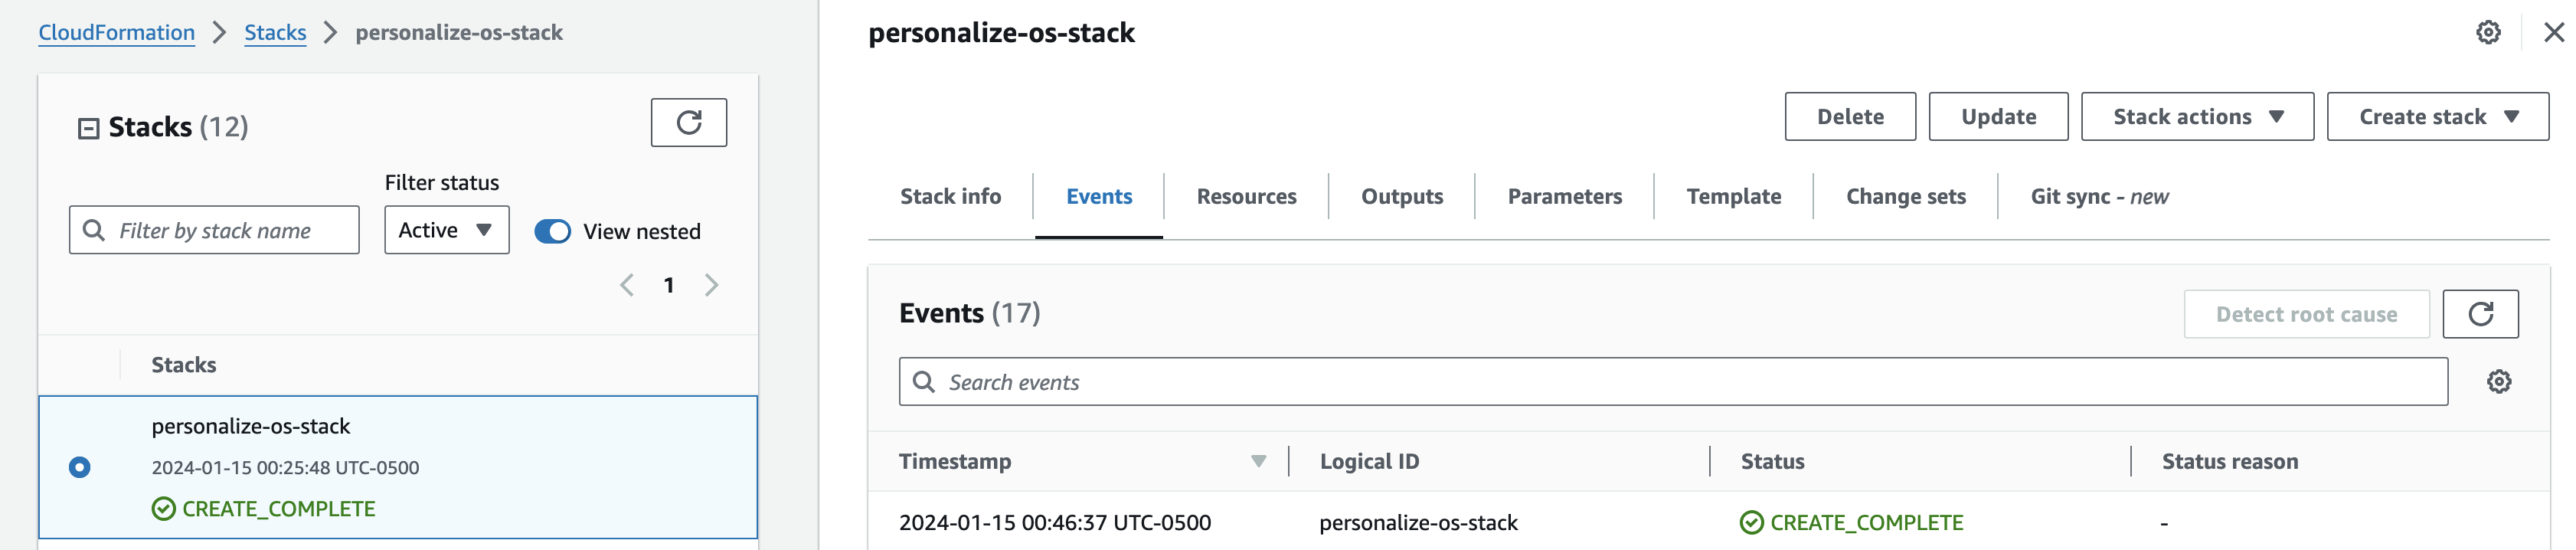 CloudFormation > Stacks > personalize-os-stack
Stacks (12)
Filter status
Filter by stack name
Active
View nested
1
Stacks
personalize-os-stack
2024-01-15 00:25:48 UTC-0500
CREATE_COMPLETE
personalize-os-stack
Delete
Update
Stack actions
Create stack
Stack info
Events
Resources
Outputs
Parameters
Template
Change sets
Git sync - new
Events (17)
Detect root cause
Search events
Timestamp
Logical ID
Status
Status reason
2024-01-15 00:46:37 UTC-0500
personalize-os-stack
CREATE_COMPLETE
-